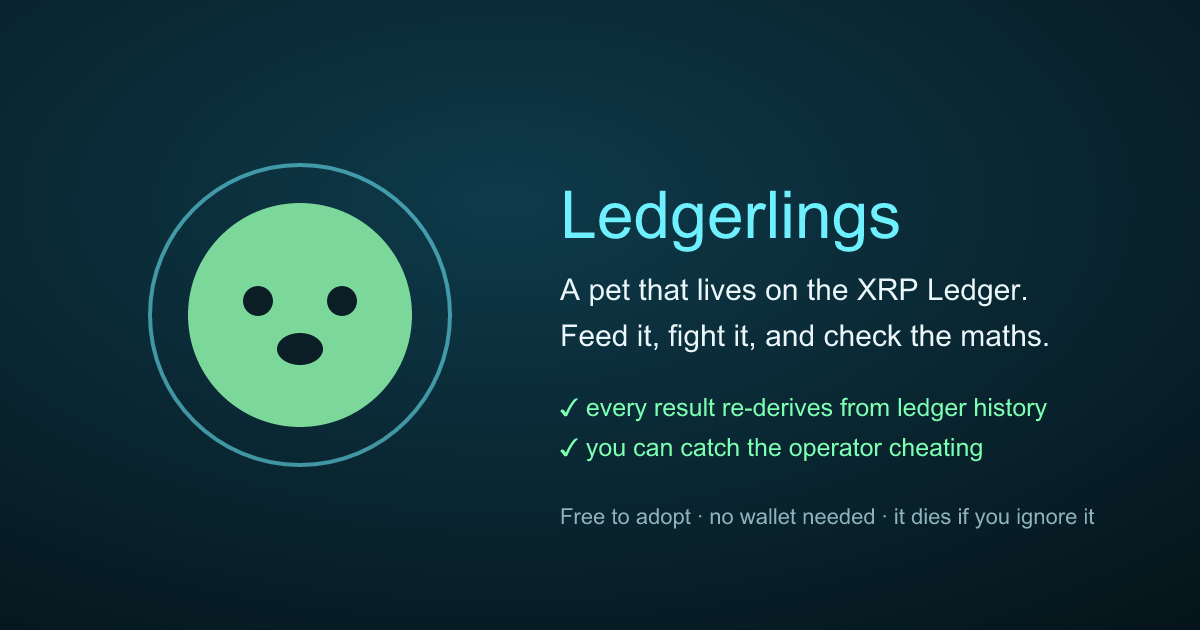 Ledgerlings
A pet that lives on the XRP Ledger.
Feed it, fight it, and check the maths.
✓ every result re-derives from ledger history
✓ you can catch the operator cheating
Free to adopt · no wallet needed · it dies if you ignore it